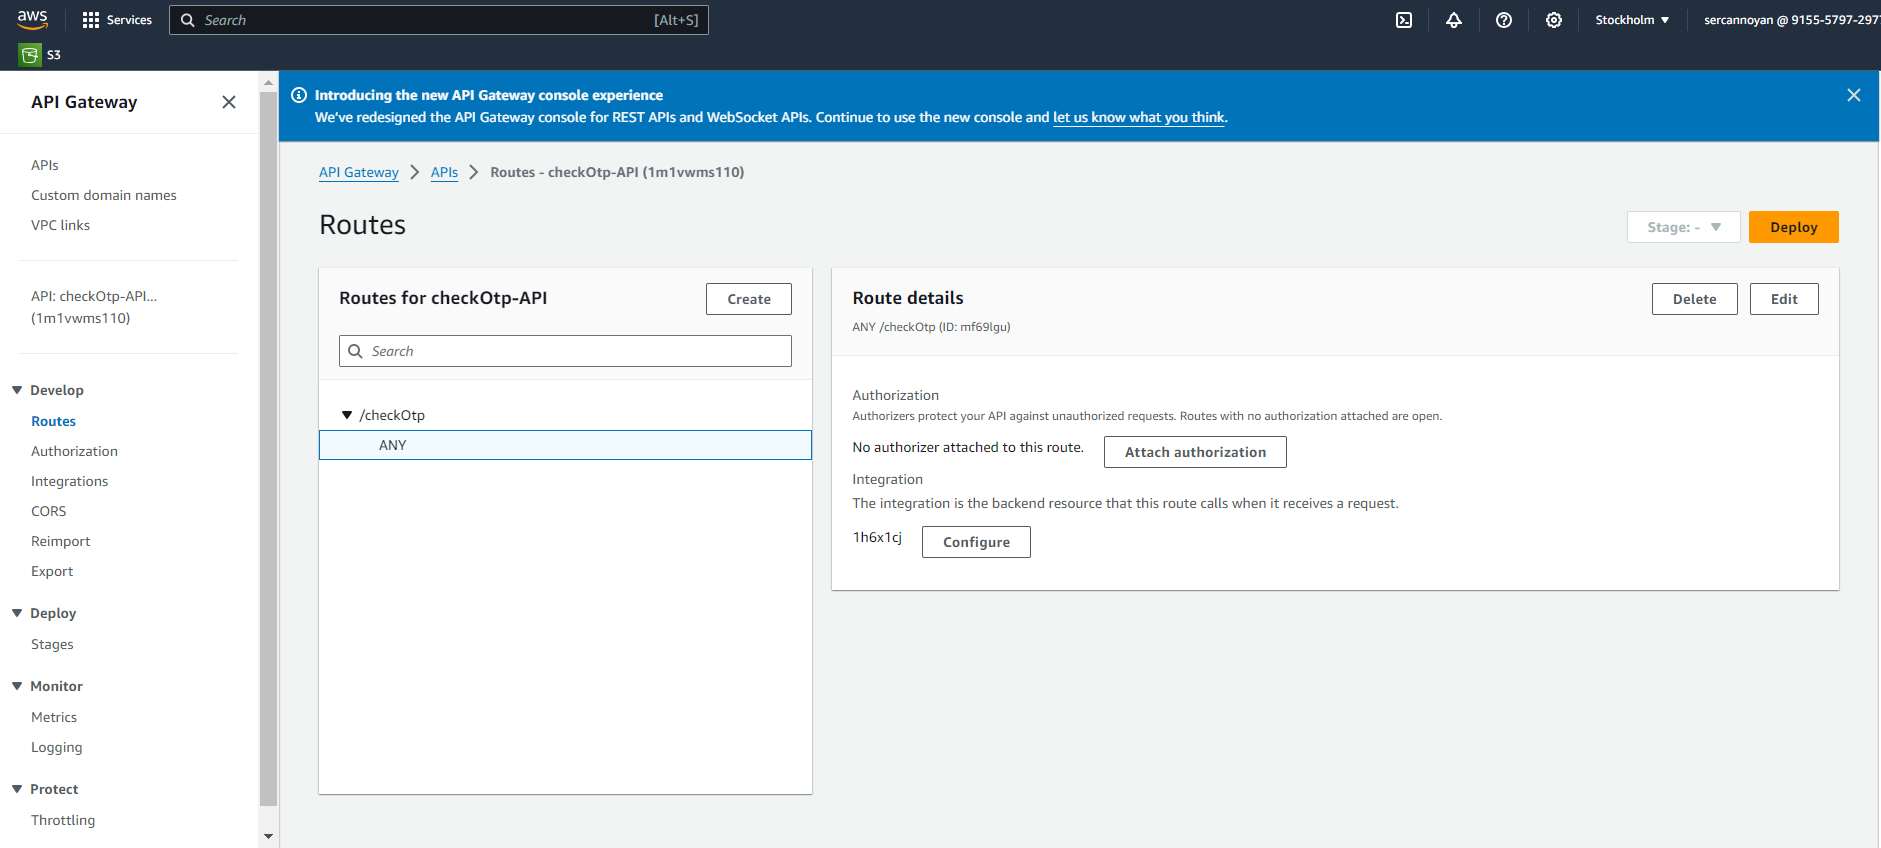 aws
Services
Search
[Alt+S]
Stockholm
sercannoyan @ 9155-5797-297
S3
API Gateway
APIs
Custom domain names
VPC links
API: checkOtp-API...
(1m1vwms110)
Develop
Routes
Authorization
Integrations
CORS
Reimport
Export
Deploy
Stages
Monitor
Metrics
Logging
Protect
Throttling
Introducing the new API Gateway console experience
We've redesigned the API Gateway console for REST APIs and WebSocket APIs. Continue to use the new console and let us know what you think.
API Gateway
APIs
Routes - checkOtp-API (1m1vwms110)
Routes
Stage: -
Deploy
Routes for checkOtp-API
Create
Search
/checkOtp
ANY
Route details
Delete
Edit
ANY /checkOtp (ID: mf69lgu)
Authorization
Authorizers protect your API against unauthorized requests. Routes with no authorization attached are open.
No authorizer attached to this route.
Attach authorization
Integration
The integration is the backend resource that this route calls when it receives a request.
1h6x1cj
Configure